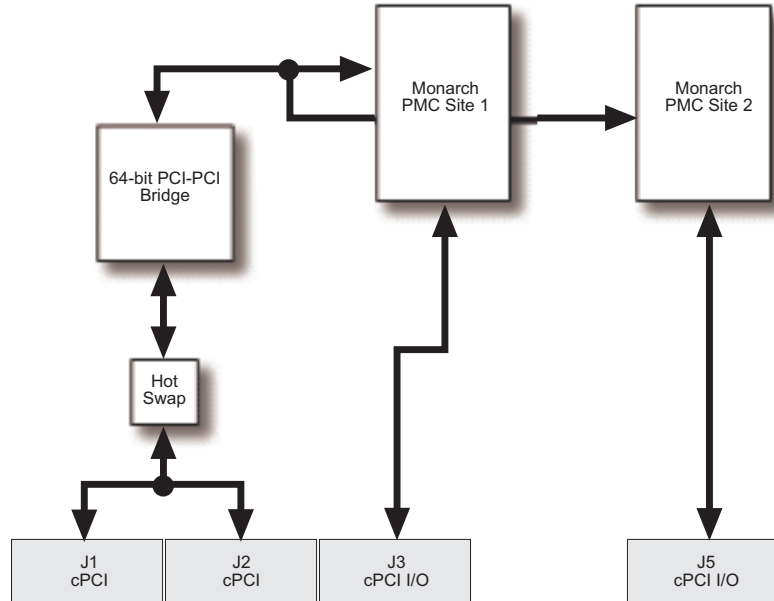 Monarch
PMC Site 1
Monarch
PMC Site 2
64-bit PCI-PCI
Bridge
Hot
Swap
J1
cPCI
J2
cPCI
J3
cPCI I/O
J5
cPCI I/O